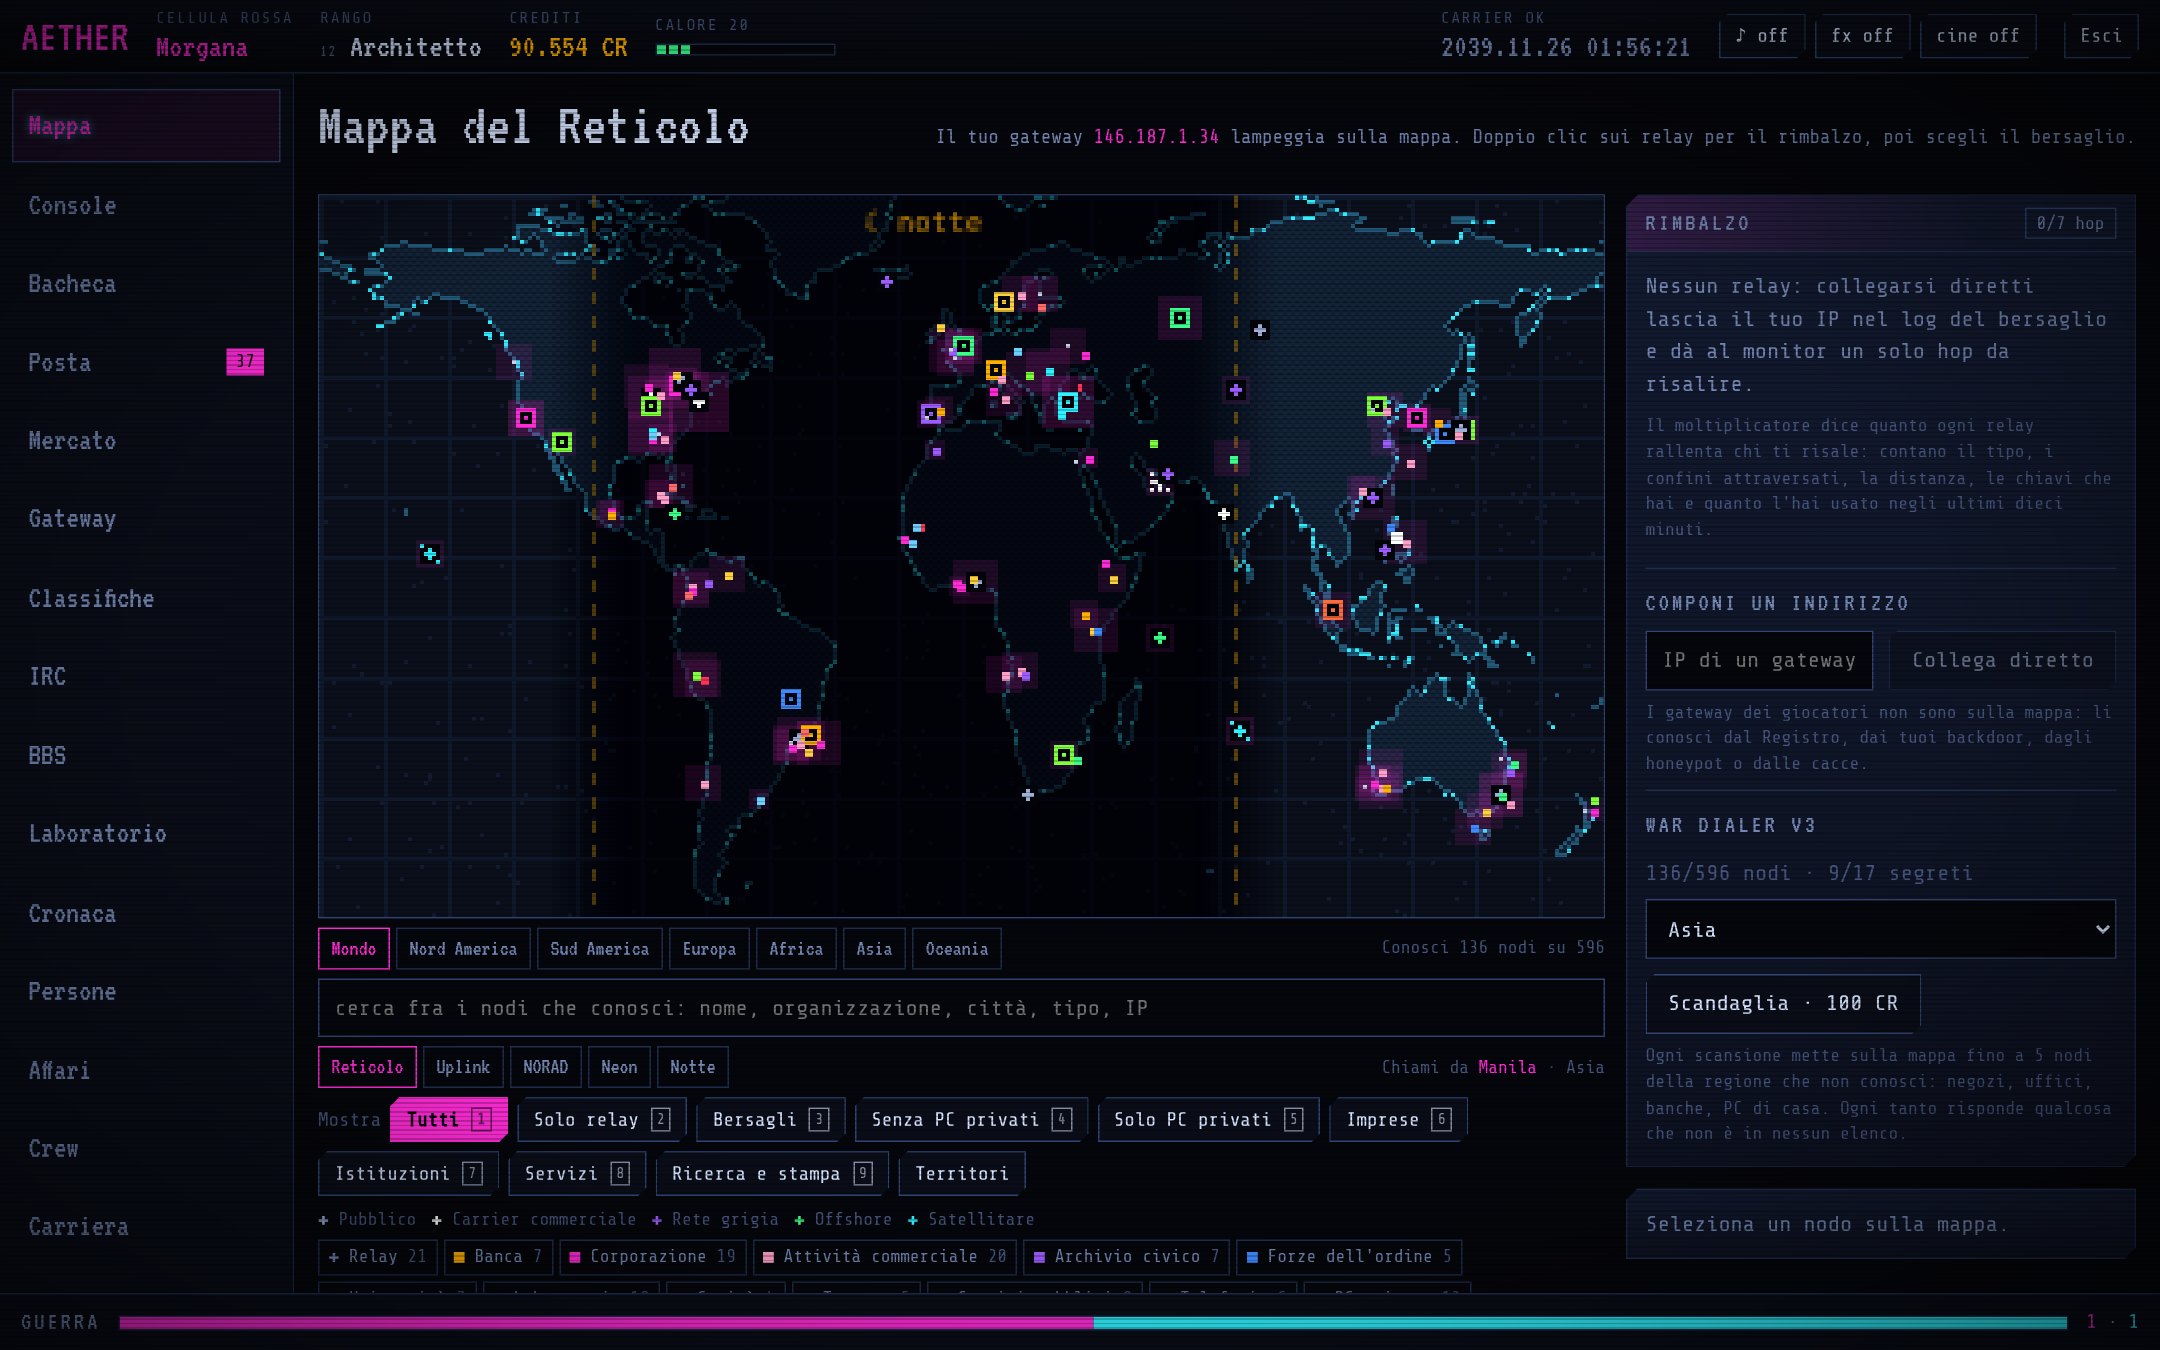 AETHER
CELLULA ROSSA
Morgana
RANGO
12 Architetto
CREDITI
90.554 CR
CALORE 20
CARRIER OK
2039.11.26 01:56:21
♪ off
fx off
cine off
Esci
Mappa
Console
Bacheca
Posta 37
Mercato
Gateway
Classifiche
IRC
BBS
Laboratorio
Cronaca
Persone
Affari
Crew
Carriera
Mappa del Reticolo
Il tuo gateway 146.187.1.34 lampeggia sulla mappa. Doppio clic sui relay per il rimbalzo, poi scegli il bersaglio.
notte
Mondo
Nord America
Sud America
Europa
Africa
Asia
Oceania
Conosci 136 nodi su 596
cerca fra i nodi che conosci: nome, organizzazione, città, tipo, IP
Reticolo
Uplink
NORAD
Neon
Notte
Chiami da Manila · Asia
Mostra
Tutti 1
Solo relay 2
Bersagli 3
Senza PC privati 4
Solo PC privati 5
Imprese 6
Istituzioni 7
Servizi 8
Ricerca e stampa 9
Territori
Pubblico
Carrier commerciale
Rete grigia
Offshore
Satellitare
Relay 21
Banca 7
Corporazione 19
Attività commerciale 20
Archivio civico 7
Forze dell'ordine 5
RIMBALZO
0/7 hop
Nessun relay: collegarsi diretti
lascia il tuo IP nel log del bersaglio
e dà al monitor un solo hop da
risalire.
Il moltiplicatore dice quanto ogni relay
rallenta chi ti risale: contano il tipo, i
confini attraversati, la distanza, le chiavi che
hai e quanto l'hai usato negli ultimi dieci
minuti.
COMPONI UN INDIRIZZO
IP di un gateway
Collega diretto
I gateway dei giocatori non sono sulla mappa: li
conosci dal Registro, dai tuoi backdoor, dagli
honeypot o dalle cacce.
WAR DIALER V3
136/596 nodi · 9/17 segreti
Asia
Scandaglia · 100 CR
Ogni scansione mette sulla mappa fino a 5 nodi
della regione che non conosci: negozi, uffici,
banche, PC di casa. Ogni tanto risponde qualcosa
che non è in nessun elenco.
Seleziona un nodo sulla mappa.
GUERRA
1 · 1